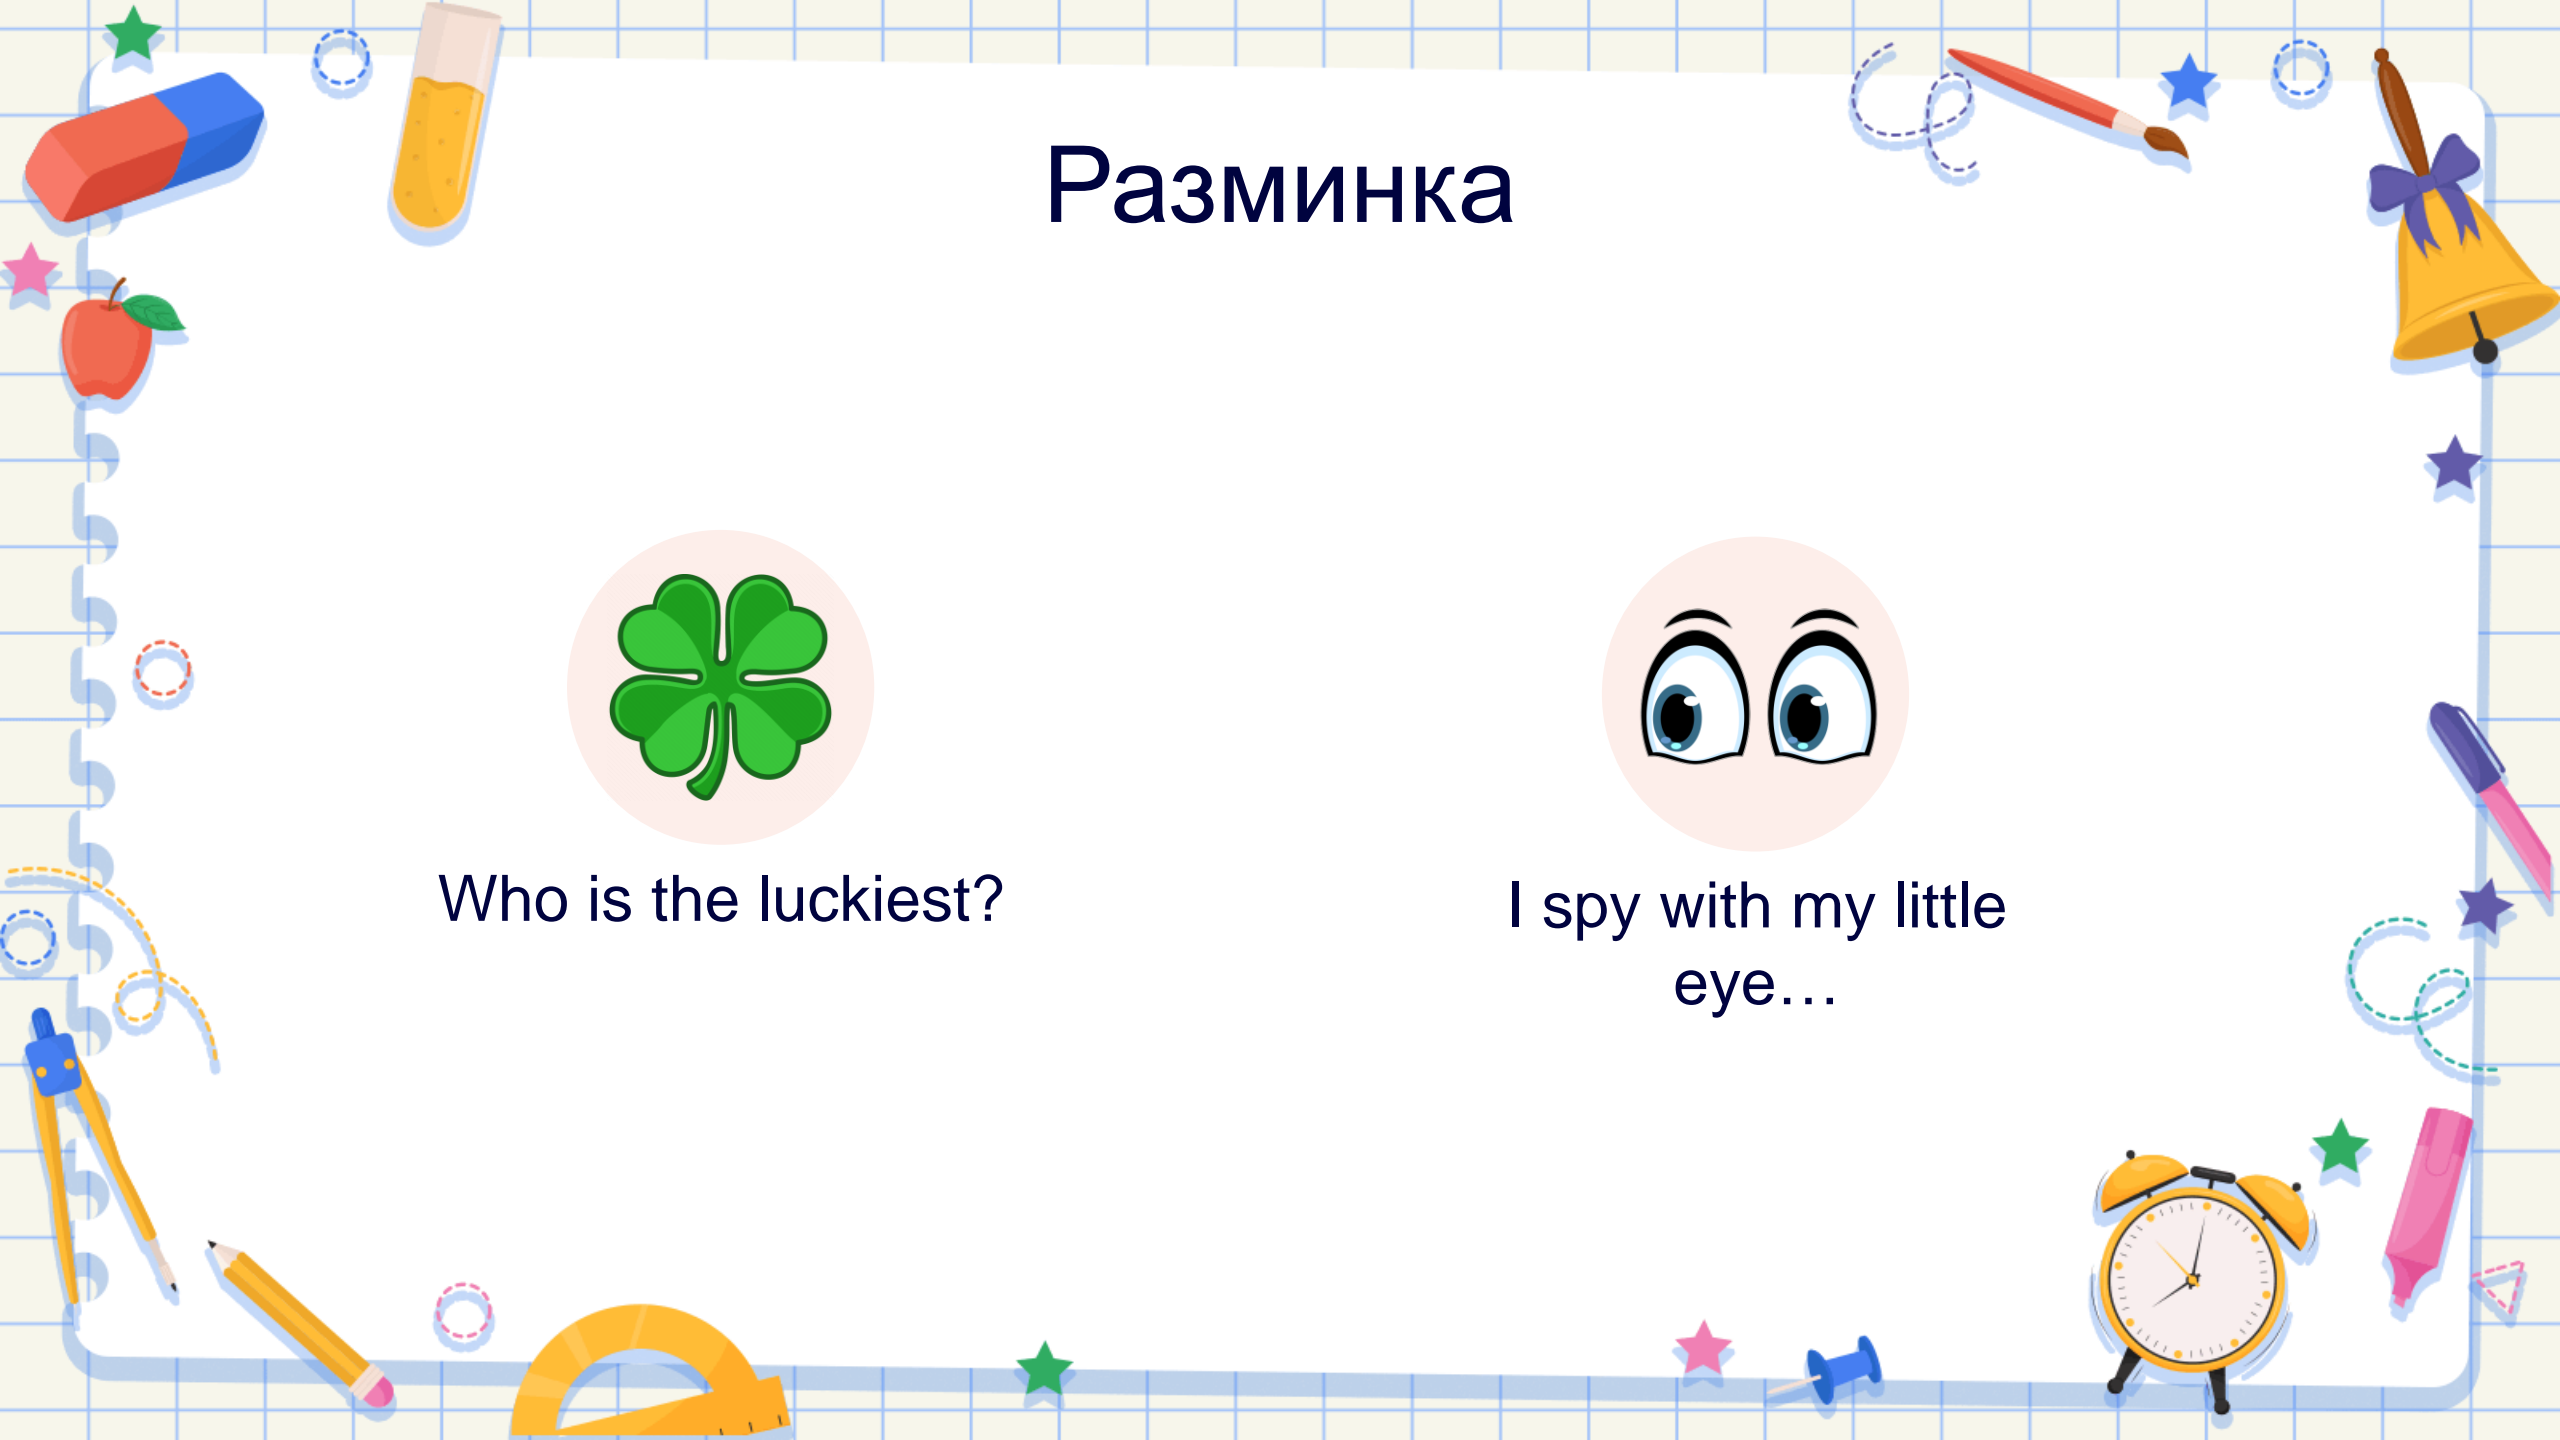 Разминка
Who is the luckiest?
I spy with my little
eye…